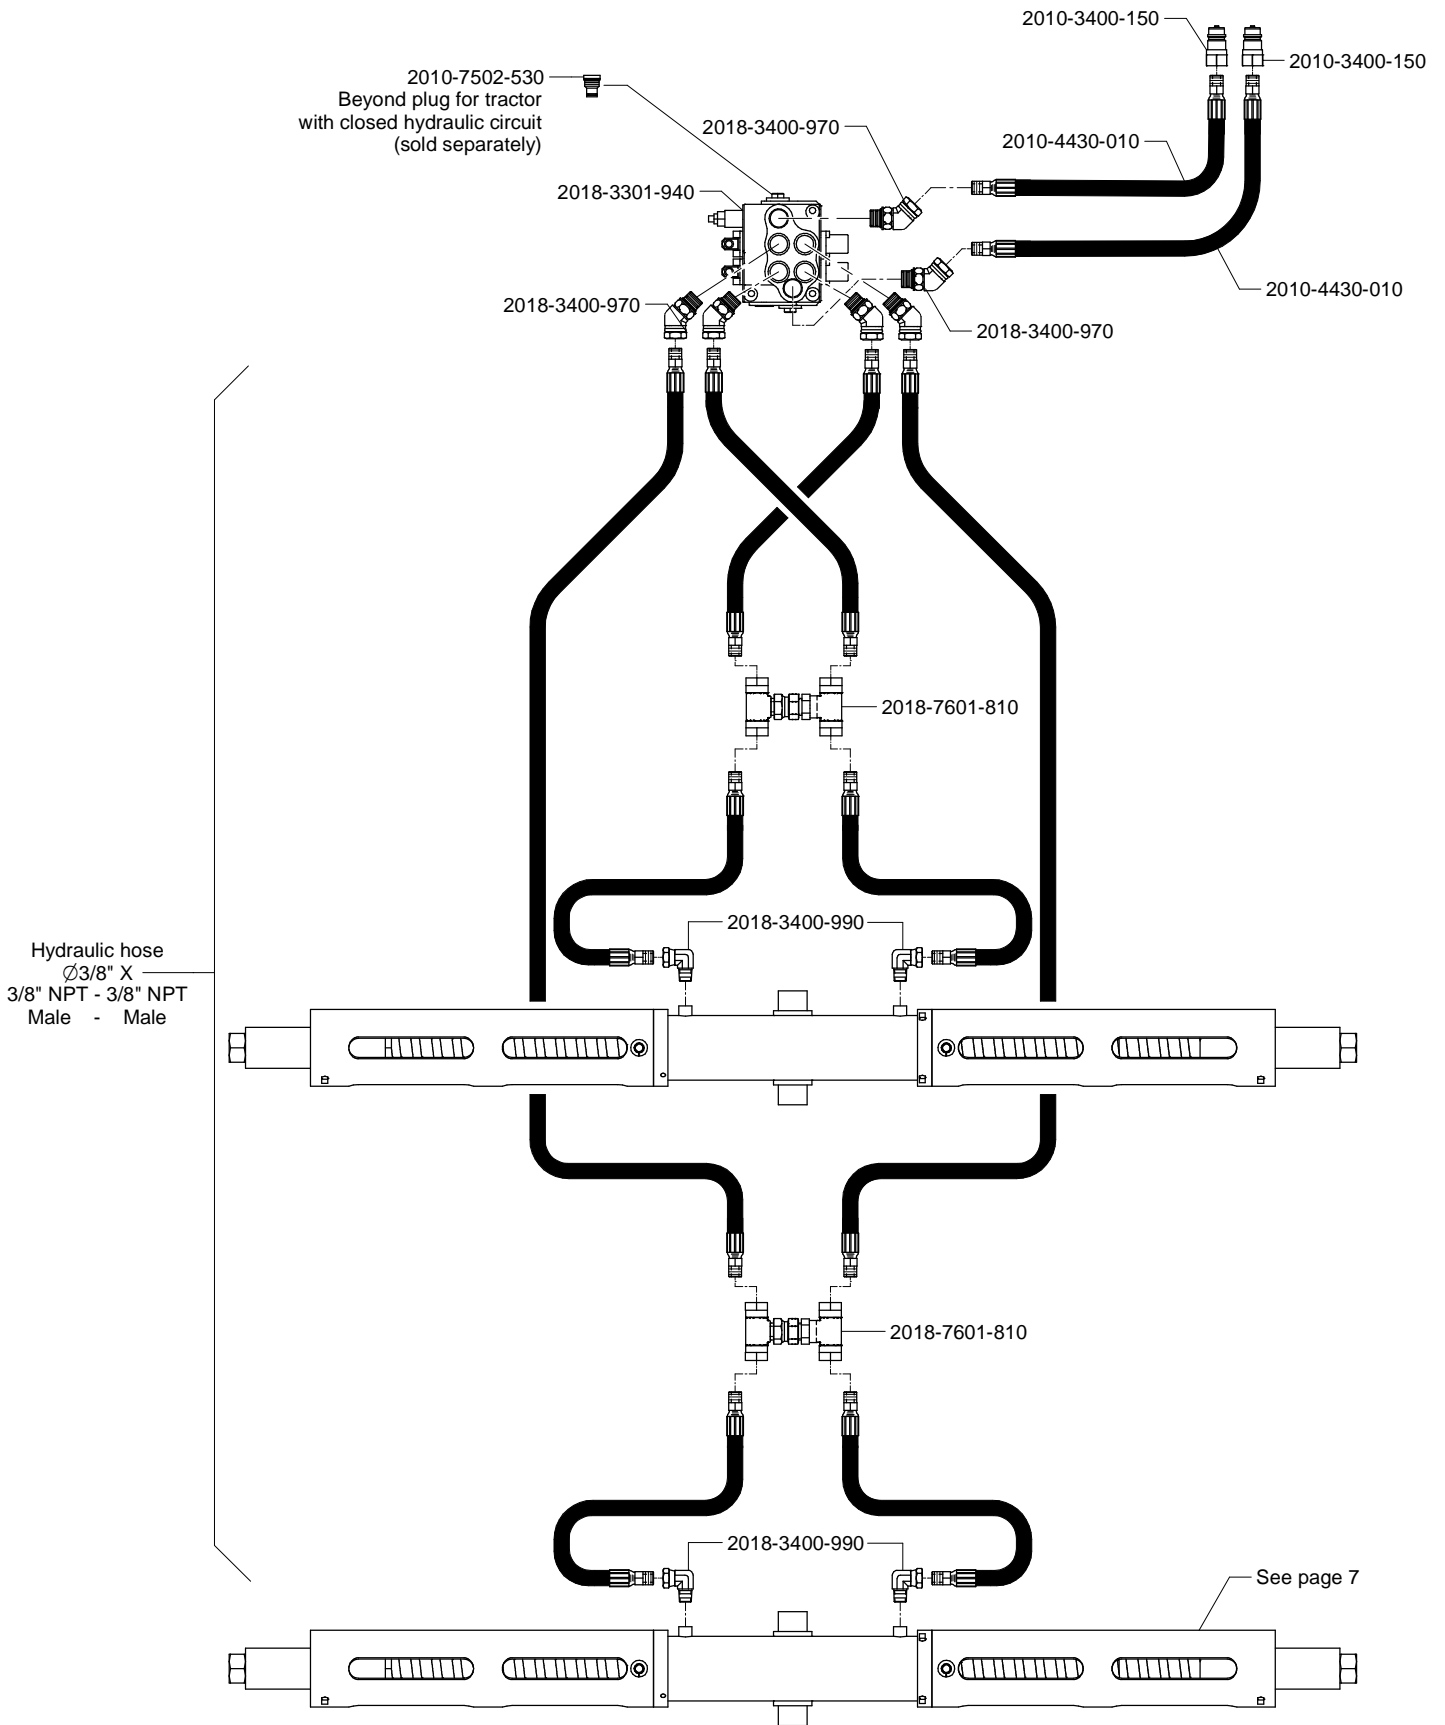 2010-3400-150
2010-3400-150
2010-7502-530
Beyond plug for tractor
with closed hydraulic circuit
(sold separately)
2018-3400-970
2010-4430-010
2018-3301-940
2018-3400-970
2010-4430-010
2018-3400-970
2018-7601-810
2018-3400-990
Hydraulic hose
Ø3/8" X
3/8" NPT - 3/8" NPT
Male - Male
2018-7601-810
2018-3400-990
See page 7